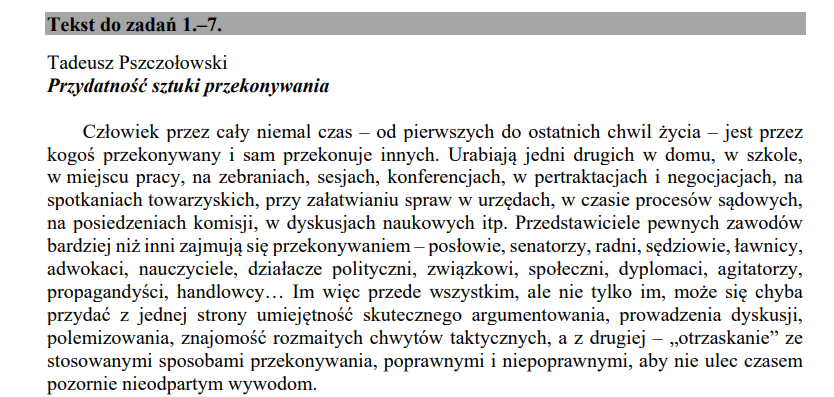 Tekst do zadań 1.–7.
Tadeusz Pszczołowski
Przydatność sztuki przekonywania
Człowiek przez cały niemal czas – od pierwszych do ostatnich chwil życia – jest przez
kogoś przekonywany i sam przekonuje innych. Urabiają jedni drugich w domu, w szkole,
w miejscu pracy, na zebraniach, sesjach, konferencjach, w pertraktacjach i negocjacjach, na
spotkaniach towarzyskich, przy załatwianiu spraw w urzędach, w czasie procesów sądowych,
na posiedzeniach komisji, w dyskusjach naukowych itp. Przedstawiciele pewnych zawodów
bardziej niż inni zajmują się przekonywaniem – posłowie, senatorzy, radni, sędziowie, ławnicy,
adwokaci, nauczyciele, działacze polityczni, związkowi, społeczni, dyplomaci, agitatorzy,
propagandyści, handlowcy… Im więc przede wszystkim, ale nie tylko im, może się chyba
przydać z jednej strony umiejętność skutecznego argumentowania, prowadzenia dyskusji,
polemizowania, znajomość rozmaitych chwytów taktycznych, a z drugiej – „otrzaskanie” ze
stosowanymi sposobami przekonywania, poprawnymi i niepoprawnymi, aby nie ulec czasem
pozornie nieodpartym wywodom.